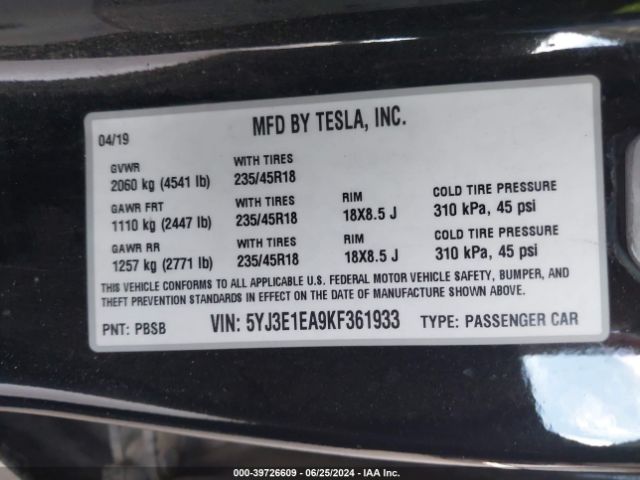 MFD BY TESLA, INC.
04/19
GVWR WITH TIRES
2060 kg (4541 lb) 235/45R18
GAWR FRT WITH TIRES RIM COLD TIRE PRESSURE
1110 kg (2447 lb) 235/45R18 18X8.5 J 310 kPa, 45 psi
GAWR RR WITH TIRES RIM COLD TIRE PRESSURE
1257 kg (2771 lb) 235/45R18 18X8.5 J 310 kPa, 45 psi
THIS VEHICLE CONFORMS TO ALL APPLICABLE U.S. FEDERAL MOTOR VEHICLE SAFETY, BUMPER, AND
THEFT PREVENTION STANDARDS IN EFFECT ON THE DATE OF MANUFACTURE SHOWN ABOVE.
PNT: PBSB VIN: 5YJ3E1EA9KF361933 TYPE: PASSENGER CAR
000-39726609 - 06/25/2024 - IAA Inc.